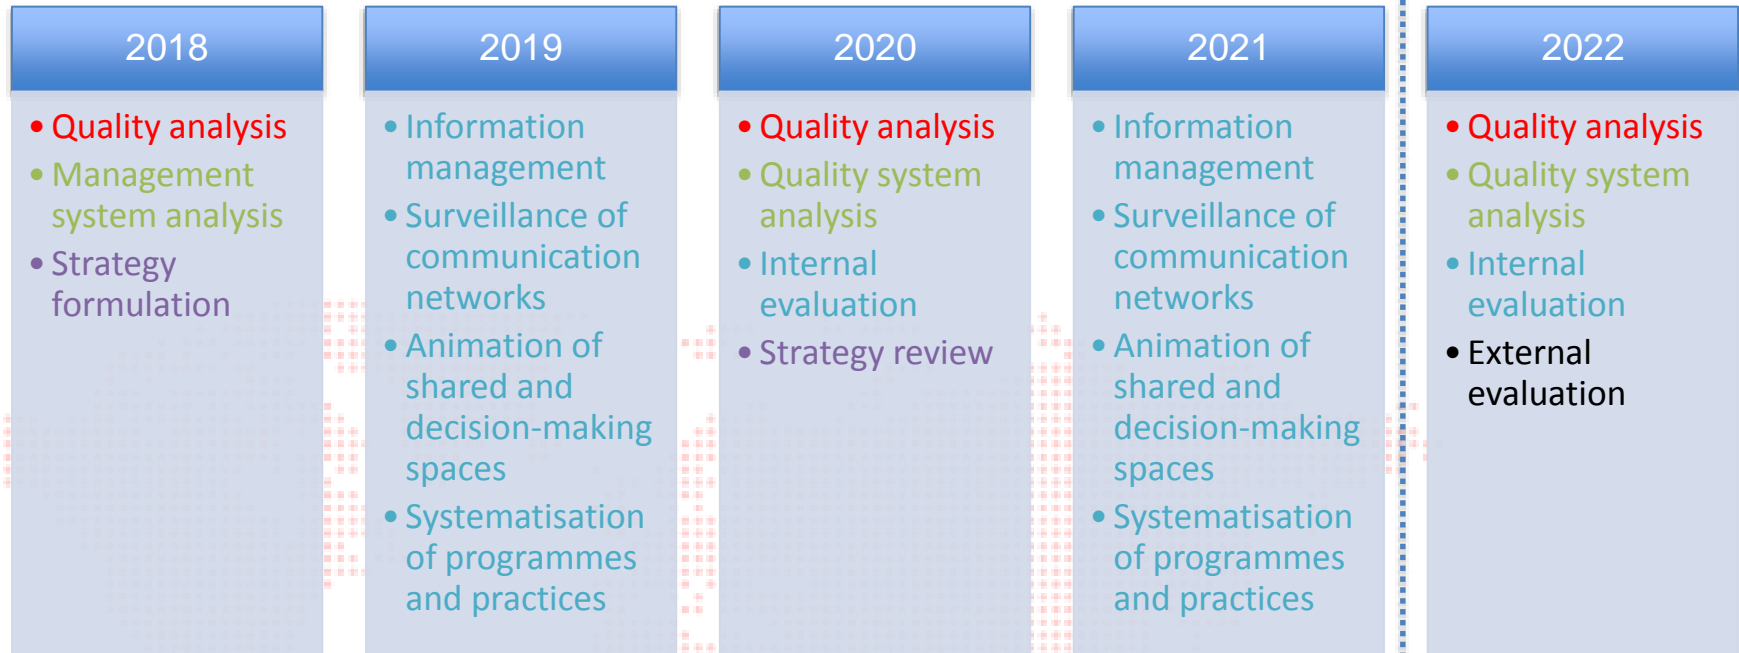 2018
• Quality analysis
• Management
system analysis
• Strategy
formulation
2019
• Information
management
• Surveillance of
communication
networks
• Animation of
shared and
decision-making
spaces
• Systematisation
of programmes
and practices
2020
• Quality analysis
• Quality system
analysis
• Internal
evaluation
• Strategy review
2021
• Information
management
• Surveillance of
communication
networks
• Animation of
shared and
decision-making
spaces
• Systematisation
of programmes
and practices
2022
• Quality analysis
• Quality system
analysis
• Internal
evaluation
• External
evaluation